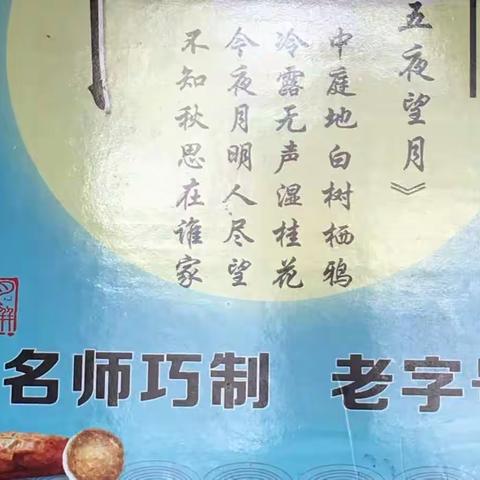 五夜望月》
中庭地白树栖鸦
冷露无声湿桂花
今夜月明人尽望
不知秋思在谁家
名师巧制 老字